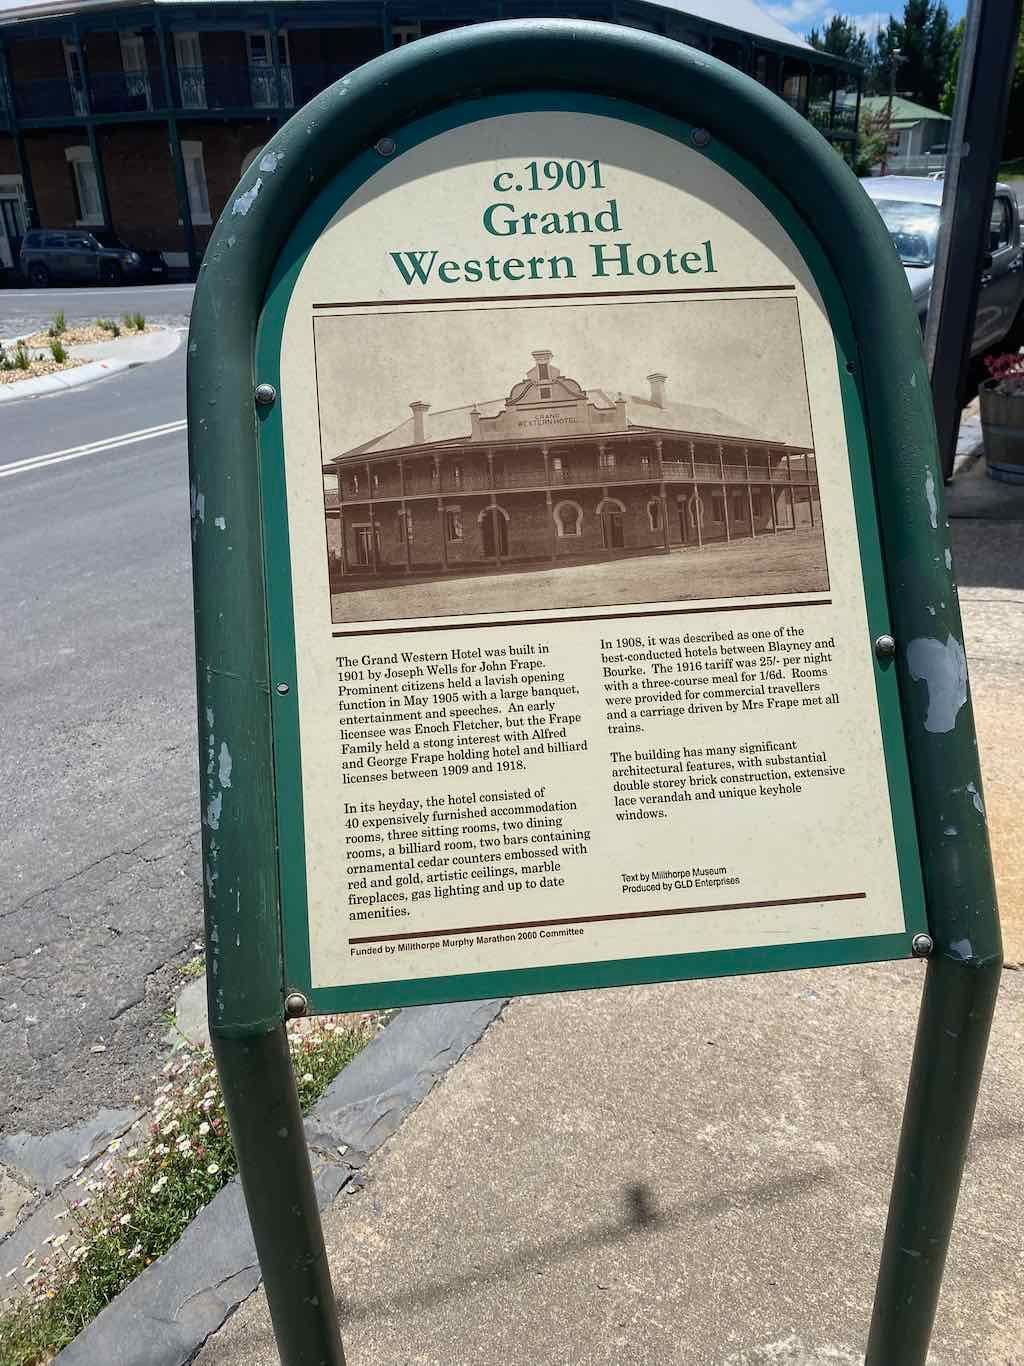 c.1901
Grand
Western Hotel
GRAND
WESTERN HOTEL
The Grand Western Hotel was built in
1901 by Joseph Wells for John Frape.
Prominent citizens held a lavish opening
function in May 1905 with a large banquet,
entertainment and speeches. An early
licensee was Enoch Fletcher, but the Frape
Family held a stong interest with Alfred
and George Frape holding hotel and billiard
licenses between 1909 and 1918.
In its heyday, the hotel consisted of
40 expensively furnished accommodation
rooms, three sitting rooms, two dining
rooms, a billiard room, two bars containing
ornamental cedar counters embossed with
red and gold, artistic ceilings, marble
fireplaces, gas lighting and up to date
amenities.
In 1908, it was described as one of the
best-conducted hotels between Blayney and
Bourke. The 1916 tariff was 25/- per night
with a three-course meal for 1/6d. Rooms
were provided for commercial travellers
and a carriage driven by Mrs Frape met all
trains.
The building has many significant
architectural features, with substantial
double storey brick construction, extensive
lace verandah and unique keyhole
windows.
Text by Millthorpe Museum
Produced by GLD Enterprises
Funded by Millthorpe Murphy Marathon 2000 Committee